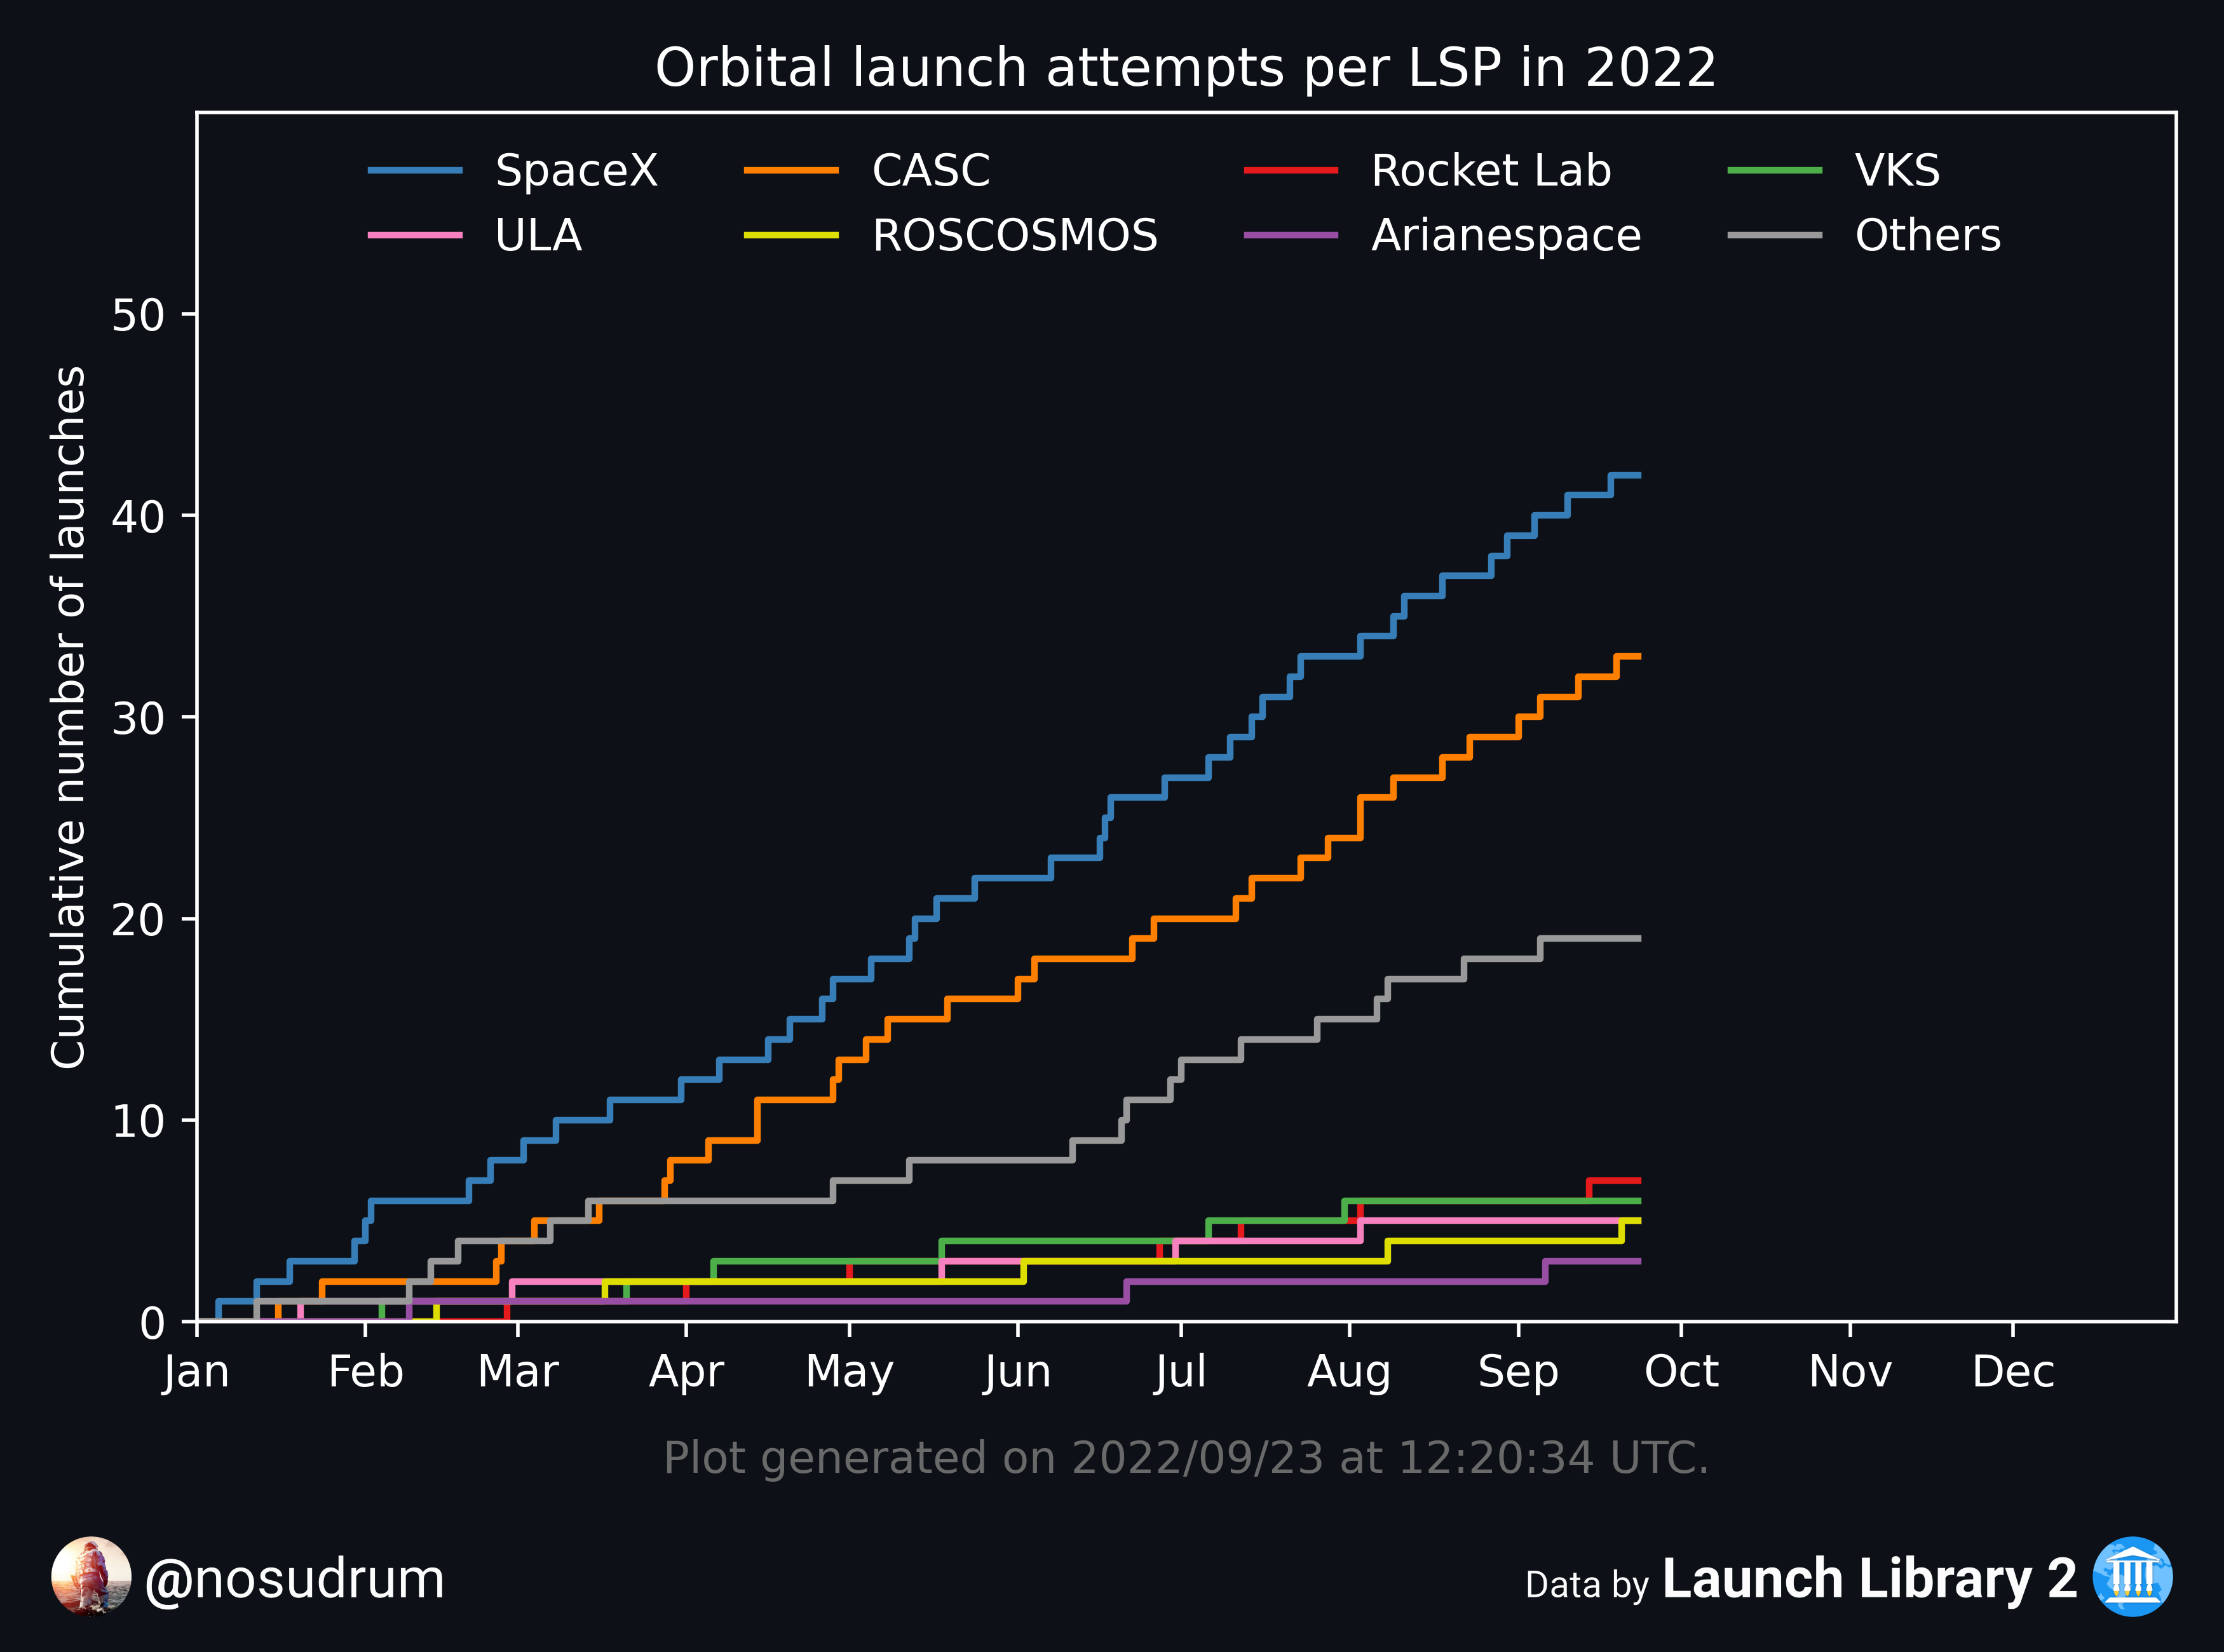 Orbital launch attempts per LSP in 2022
SpaceX CASC Rocket Lab VKS
ULA ROSCOSMOS Arianespace Others
Cumulative number of launches
50
40
30
20
10
0
Jan Feb Mar Apr May Jun Jul Aug Sep Oct Nov Dec
Plot generated on 2022/09/23 at 12:20:34 UTC.
@nosudrum
Data by Launch Library 2